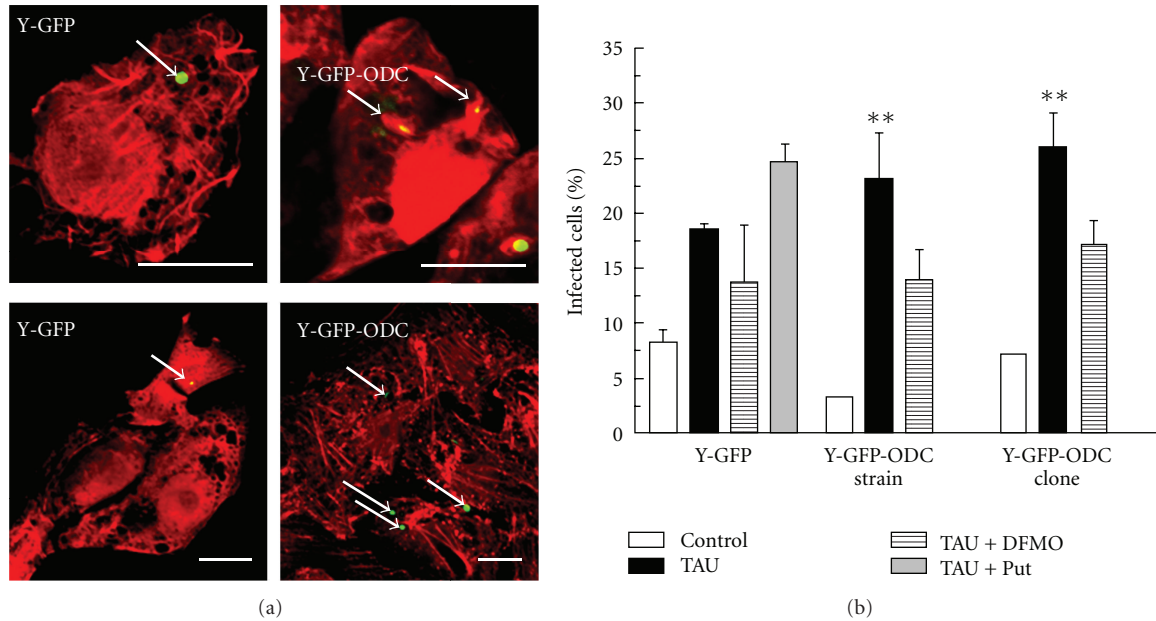 Y-GFP
Y-GFP-ODC
Y-GFP
Y-GFP-ODC
(a)
Infected cells (%)
35
30
25
20
15
10
5
0
**
**
Y-GFP
Y-GFP-ODC
strain
Y-GFP-ODC
clone
Control
TAU
TAU + DFMO
TAU + Put
(b)